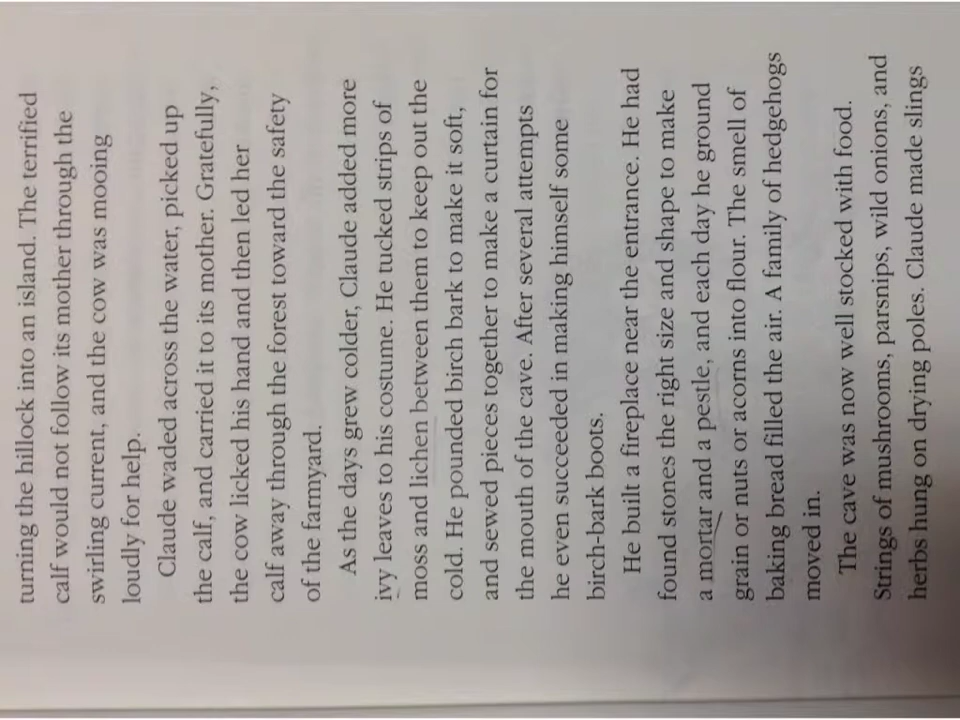 turning the hillock into an island. The terrified
calf would not follow its mother through the
swirling current, and the cow was mooing
loudly for help.
Claude waded across the water, picked up
the calf, and carried it to its mother. Gratefully,
the cow licked his hand and then led her
calf away through the forest toward the safety
of the farmyard.
As the days grew colder, Claude added more
ivy leaves to his costume. He tucked strips of
moss and lichen between them to keep out the
cold. He pounded birch bark to make it soft,
and sewed pieces together to make a curtain for
the mouth of the cave. After several attempts
he even succeeded in making himself some
birch-bark boots.
He built a fireplace near the entrance. He had
found stones the right size and shape to make
a mortar and a pestle, and each day he ground
grain or nuts or acorns into flour. The smell of
baking bread filled the air. A family of hedgehogs
moved in.
The cave was now well stocked with food.
Strings of mushrooms, parsnips, wild onions, and
herbs hung on drying poles. Claude made slings